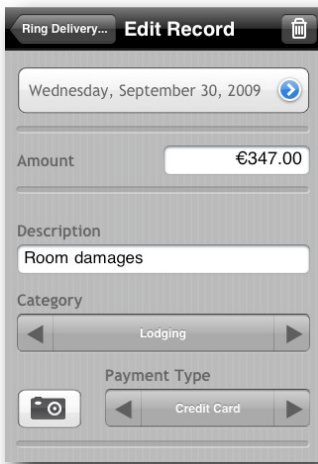 Ring Delivery... Edit Record
Wednesday, September 30, 2009
Amount €347.00
Description
Room damages
Category
Lodging
Payment Type
Credit Card